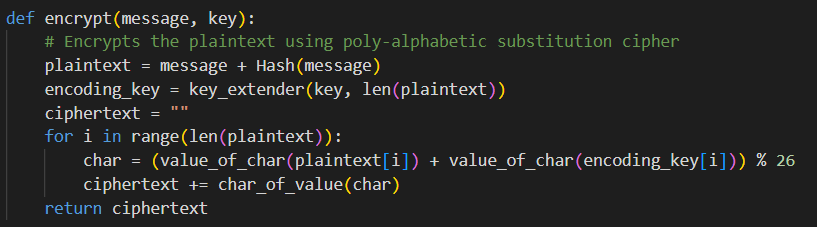 def encrypt(message, key):
    # Encrypts the plaintext using poly-alphabetic substitution cipher
    plaintext = message + Hash(message)
    encoding_key = key_extender(key, len(plaintext))
    ciphertext = ""
    for i in range(len(plaintext)):
        char = (value_of_char(plaintext[i]) + value_of_char(encoding_key[i])) % 26
        ciphertext += char_of_value(char)
    return ciphertext